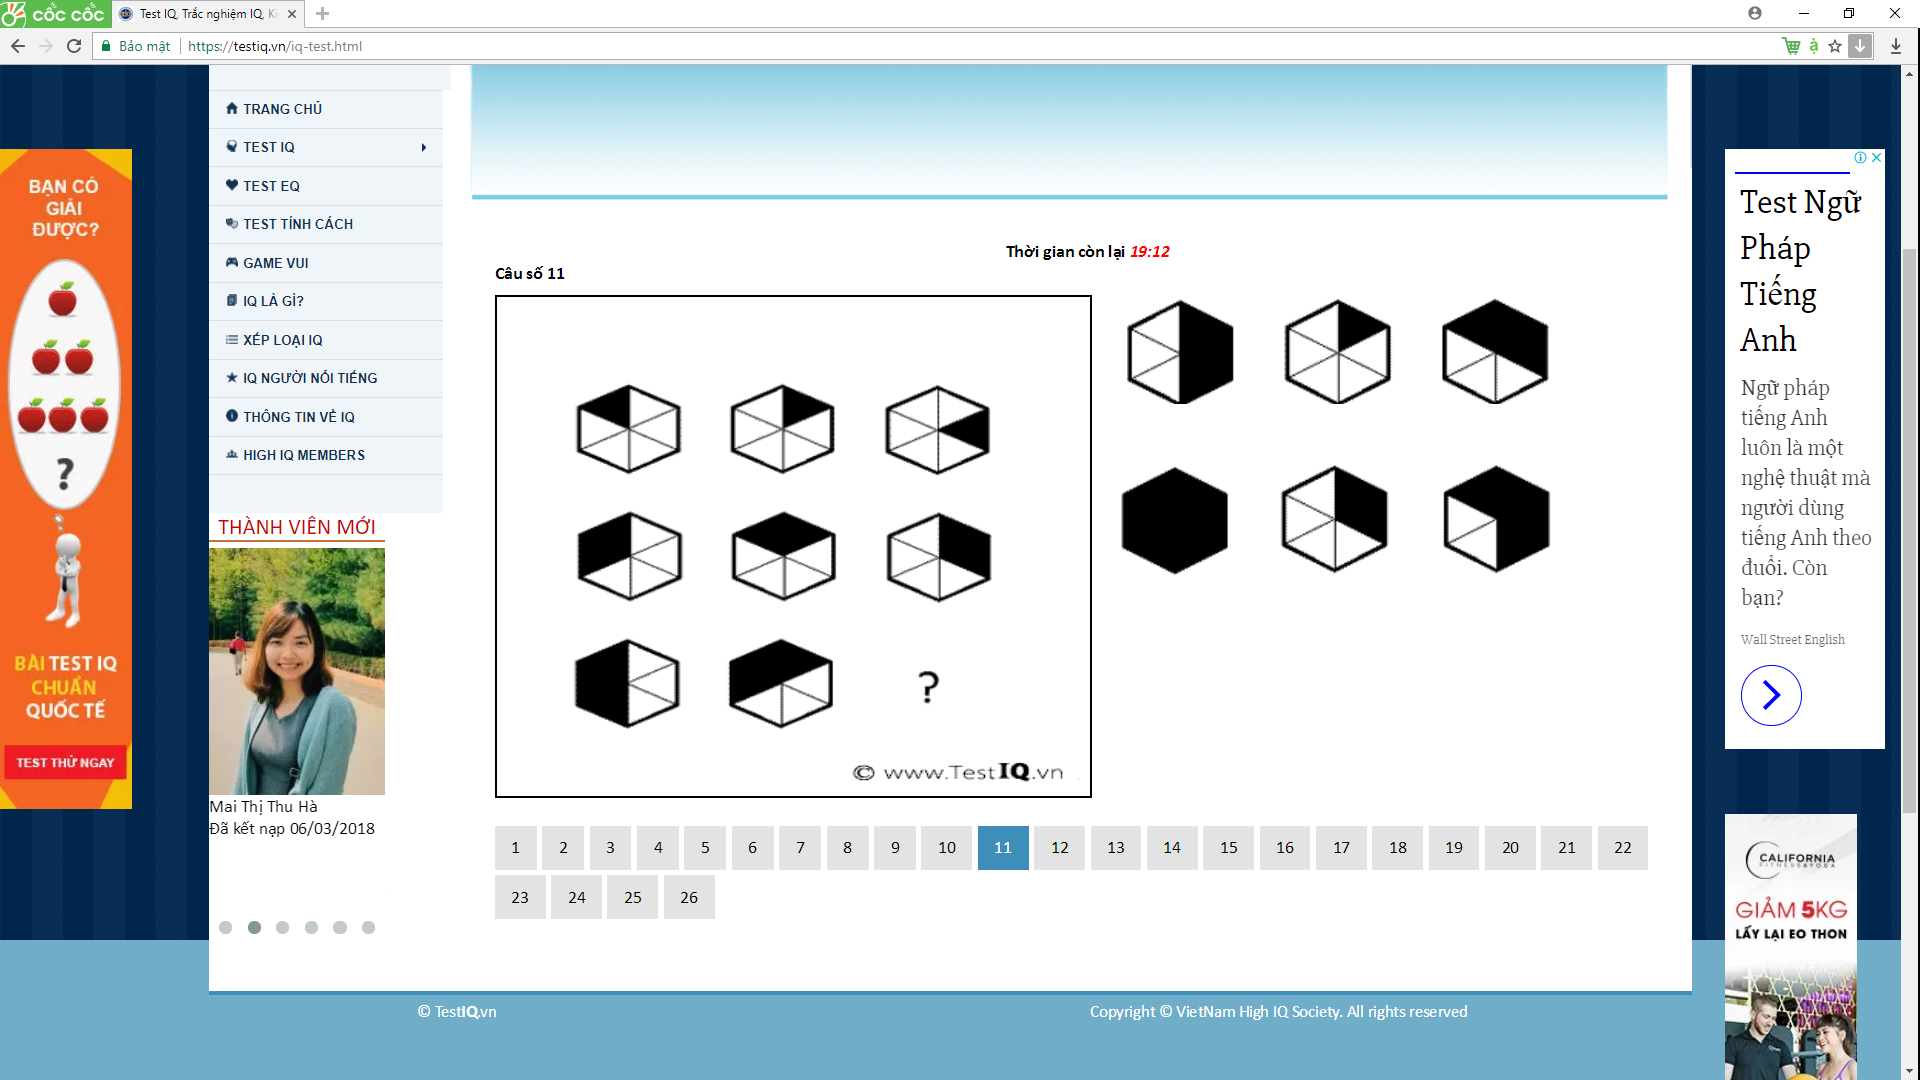 cốc cốc
Test IQ, Trắc nghiệm IQ, Ki
Bảo mật
https://testiq.vn/iq-test.html
TRANG CHỦ
TEST IQ
TEST EQ
TEST TÍNH CÁCH
GAME VUI
IQ LÀ GÌ?
XẾP LOẠI IQ
IQ NGƯỜI NỔI TIẾNG
THÔNG TIN VỀ IQ
HIGH IQ MEMBERS
BẠN CÓ
GIẢI
ĐƯỢC?
?
BÀI TEST IQ
CHUẨN
QUỐC TẾ
TEST THỬ NGAY
THÀNH VIÊN MỚI
Mai Thị Thu Hà
Đã kết nạp 06/03/2018
Thời gian còn lại 19:12
Câu số 11
?
© www.TestIQ.vn
1 2 3 4 5 6 7 8 9 10 11 12 13 14 15 16 17 18 19 20 21 22
23 24 25 26
Test Ngữ
Pháp
Tiếng
Anh
Ngữ pháp
tiếng Anh
luôn là một
nghệ thuật mà
người dùng
tiếng Anh theo
đuổi. Còn
bạn?
Wall Street English
CALIFORNIA
FITNESS & YOGA
GIẢM 5KG
LẤY LẠI EO THON
© TestIQ.vn
Copyright © VietNam High IQ Society. All rights reserved